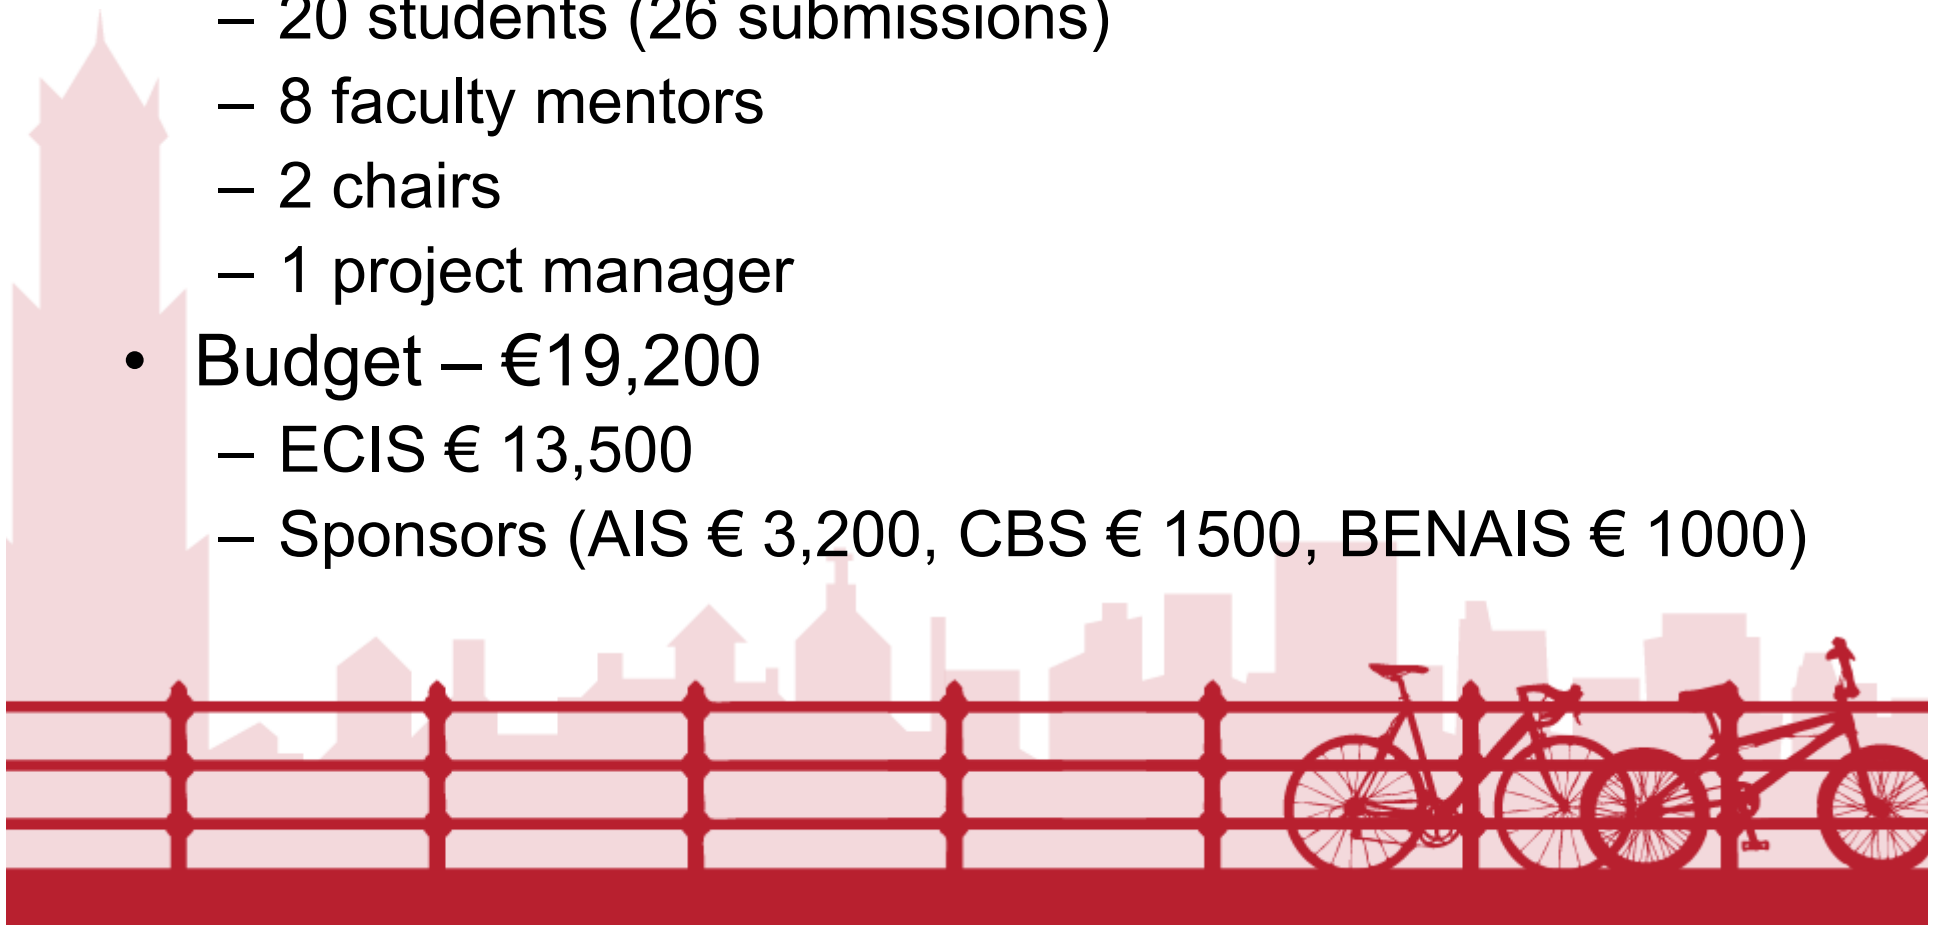 – 20 students (26 submissions)
– 8 faculty mentors
– 2 chairs
– 1 project manager
• Budget – €19,200
– ECIS € 13,500
– Sponsors (AIS € 3,200, CBS € 1500, BENAIS € 1000)